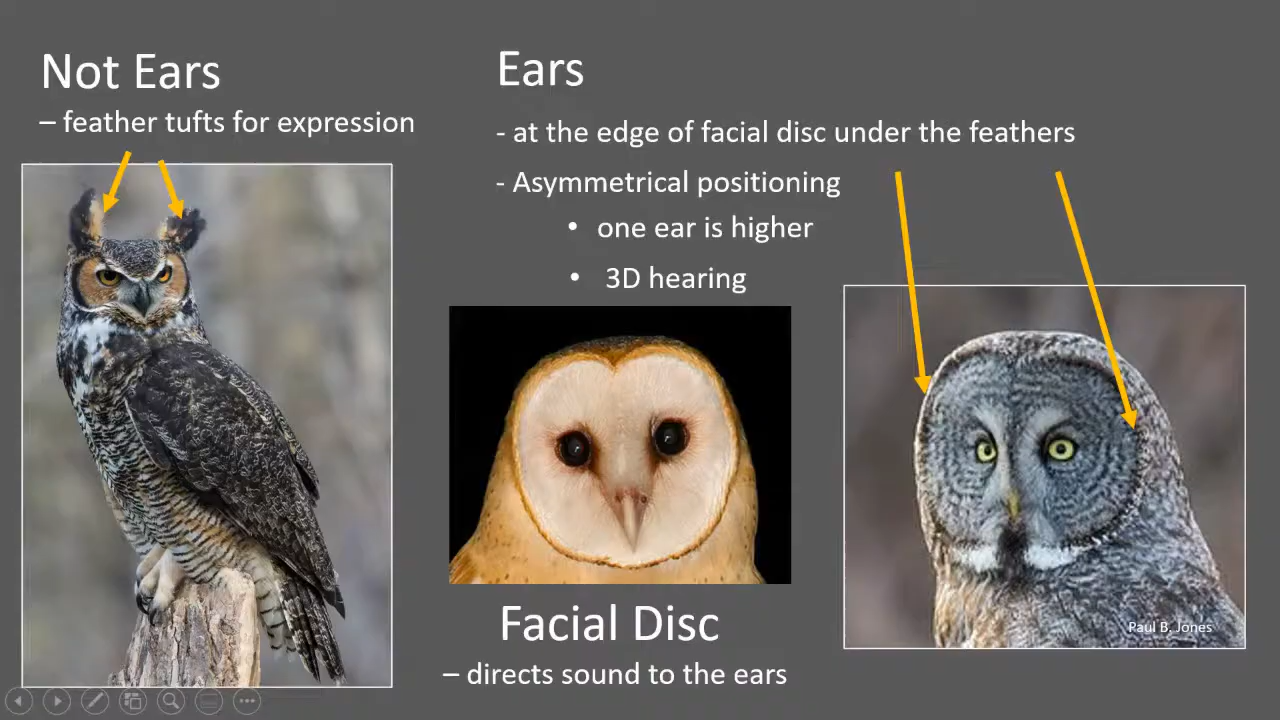 Not Ears
– feather tufts for expression
Ears
- at the edge of facial disc under the feathers
- Asymmetrical positioning
• one ear is higher
• 3D hearing
Facial Disc
– directs sound to the ears
Paul B. Jones